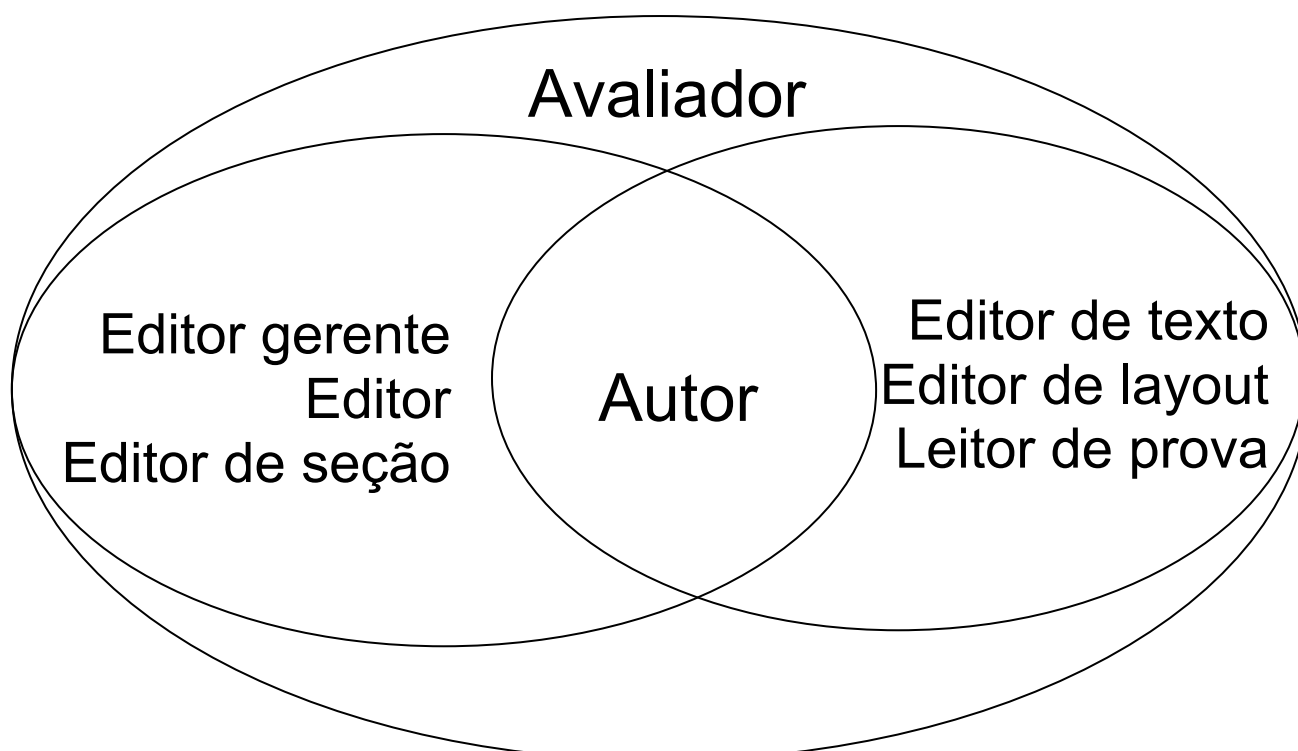 Avaliador
Editor gerente
Editor
Editor de seção
Autor
Editor de texto
Editor de layout
Leitor de prova